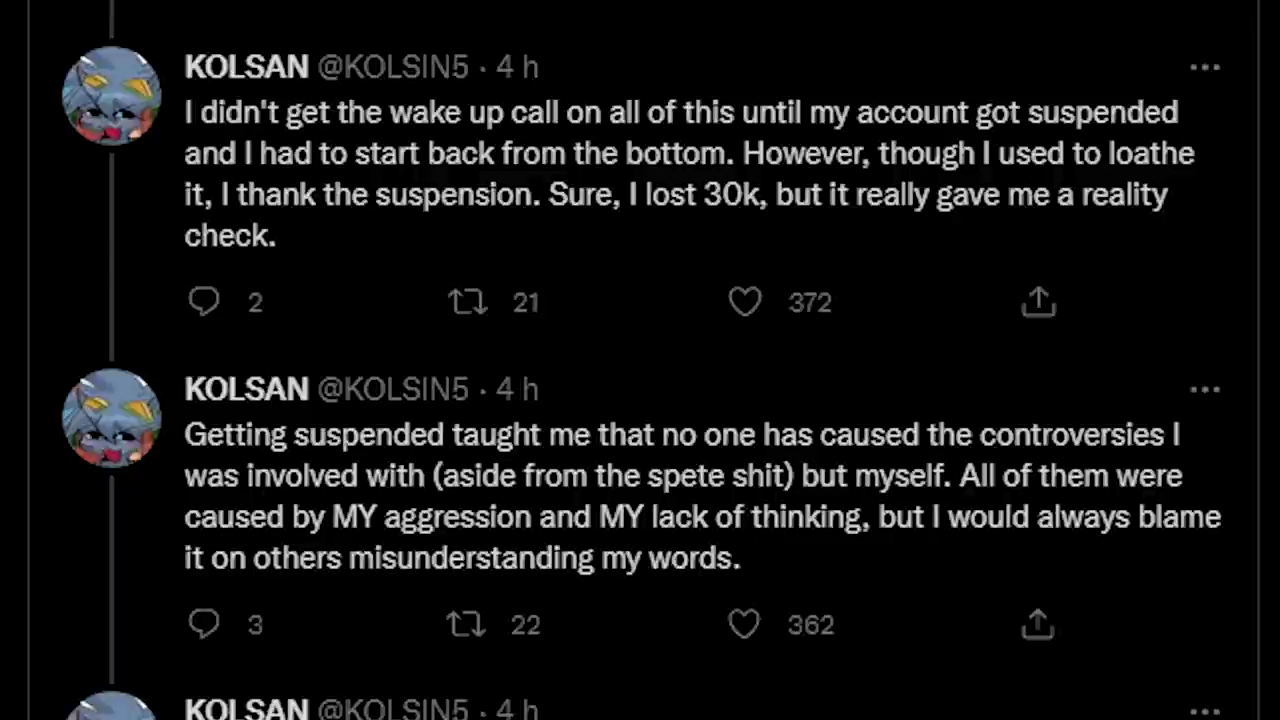 KOLSAN @KOLSIN5 · 4 h
I didn't get the wake up call on all of this until my account got suspended
and I had to start back from the bottom. However, though I used to loathe
it, I thank the suspension. Sure, I lost 30k, but it really gave me a reality
check.
2 21 372
KOLSAN @KOLSIN5 · 4 h
Getting suspended taught me that no one has caused the controversies I
was involved with (aside from the spete shit) but myself. All of them were
caused by MY aggression and MY lack of thinking, but I would always blame
it on others misunderstanding my words.
3 22 362
KOLSAN @KOLSIN5 · 4 h